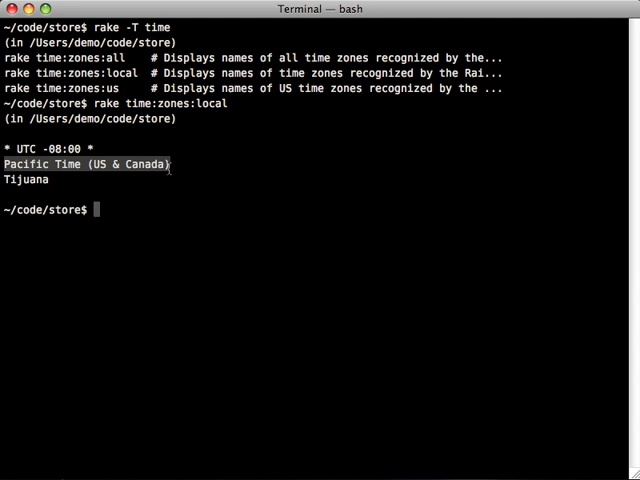 Terminal — bash
~/code/store$ rake -T time
(in /Users/demo/code/store)
rake time:zones:all    # Displays names of all time zones recognized by the...
rake time:zones:local  # Displays names of time zones recognized by the Rai...
rake time:zones:us     # Displays names of US time zones recognized by the ...
~/code/store$ rake time:zones:local
(in /Users/demo/code/store)
* UTC -08:00 *
Pacific Time (US & Canada)
Tijuana
~/code/store$